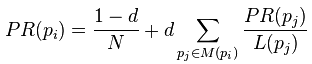 PR(p_i) = \frac{1-d}{N} + d \sum_{p_j \in M(p_i)} \frac{PR(p_j)}{L(p_j)}